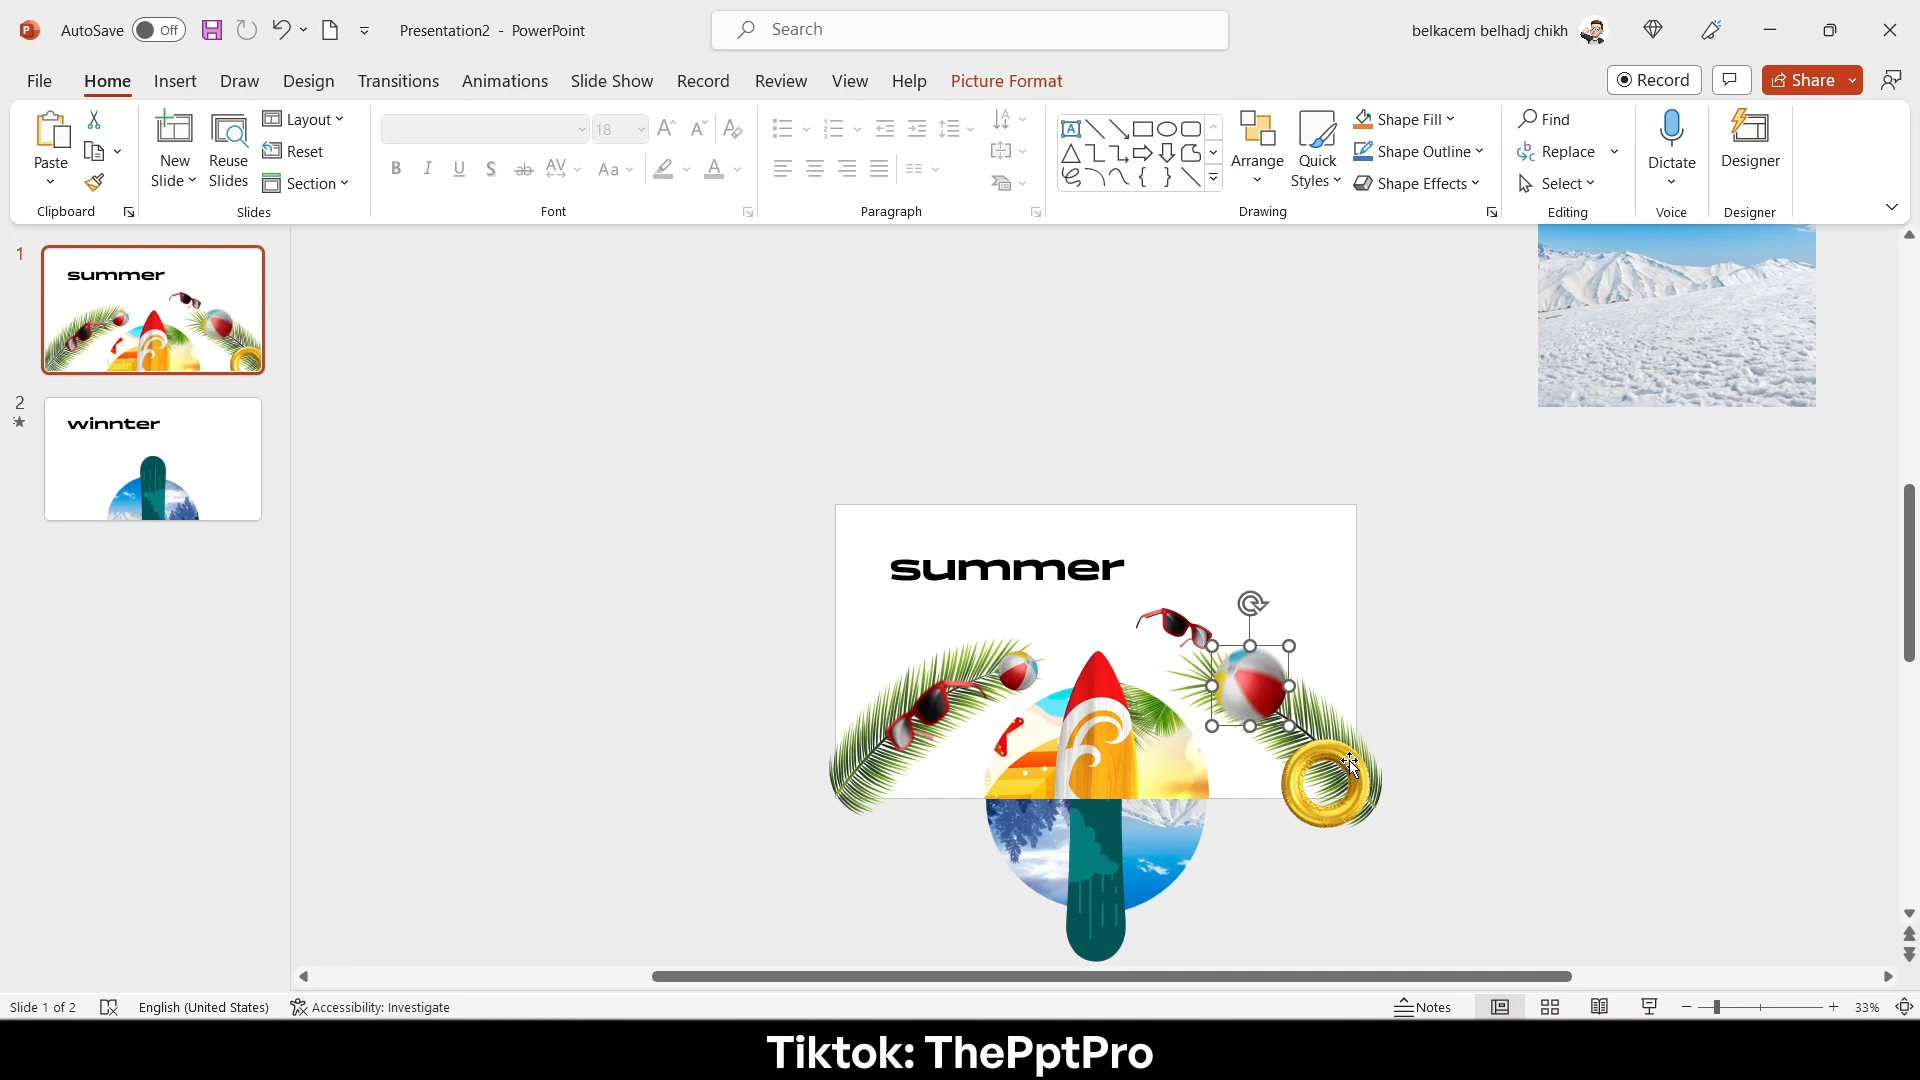 AutoSave Off Presentation2 - PowerPoint Search belkacem belhadj chikh
File Home Insert Draw Design Transitions Animations Slide Show Record Review View Help Picture Format Record Share
Paste
New Slide
Reuse Slides
Layout
Reset
Section
18
B I U S ab AV Aa A
Arrange
Quick Styles
Shape Fill
Shape Outline
Shape Effects
Find
Replace
Select
Dictate
Designer
Clipboard Slides Font Paragraph Drawing Editing Voice Designer
1
summer
2
winnter
summer
Slide 1 of 2 English (United States) Accessibility: Investigate Notes 33%
Tiktok: ThePptPro